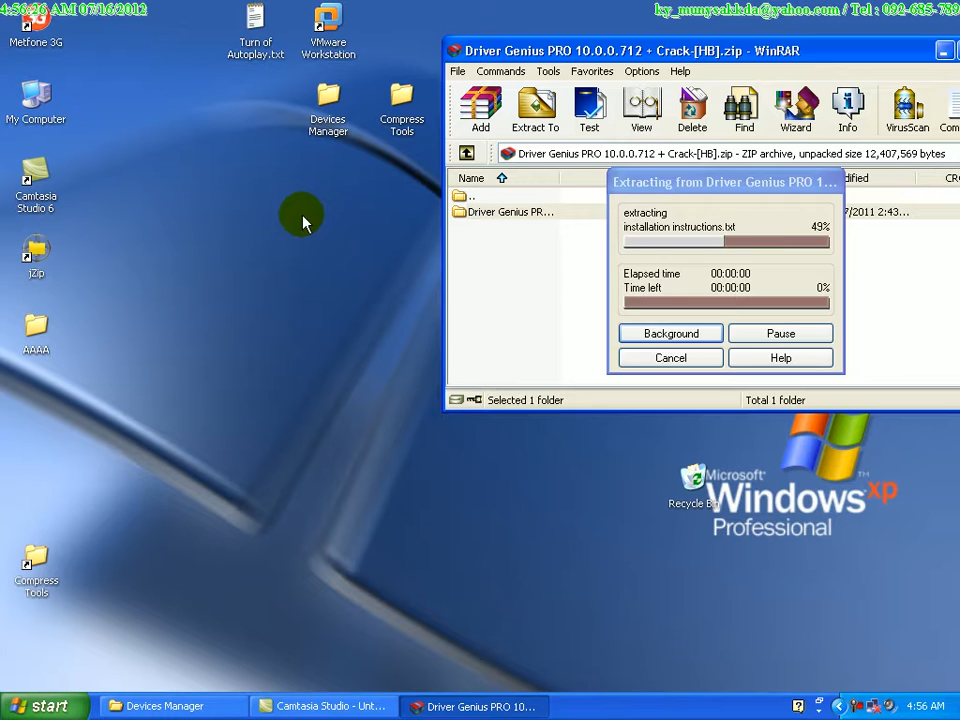 4:56:26 AM 07/16/2012
ky_munyvakkda@yahoo.com / Tel : 092-685-789
Metfone 3G
Turn of
Autoplay.txt
VMware
Workstation
My Computer
Devices
Manager
Compress
Tools
Camtasia
Studio 6
jZip
AAAA
Compress
Tools
Driver Genius PRO 10.0.0.712 + Crack-[HB].zip - WinRAR
File Commands Tools Favorites Options Help
Add Extract To Test View Delete Find Wizard Info VirusScan Com
Driver Genius PRO 10.0.0.712 + Crack-[HB].zip - ZIP archive, unpacked size 12,407,569 bytes
Name
dified
CRC
..
Driver Genius PR...
7/2011 2:43...
Extracting from Driver Genius PRO 1...
extracting
installation instructions.txt 49%
Elapsed time 00:00:00
Time left 00:00:00 0%
Background Pause
Cancel Help
Selected 1 folder Total 1 folder
Recycle Bin
Microsoft®
Windows xp
Professional
start Devices Manager Camtasia Studio - Unt... Driver Genius PRO 10.... 4:56 AM